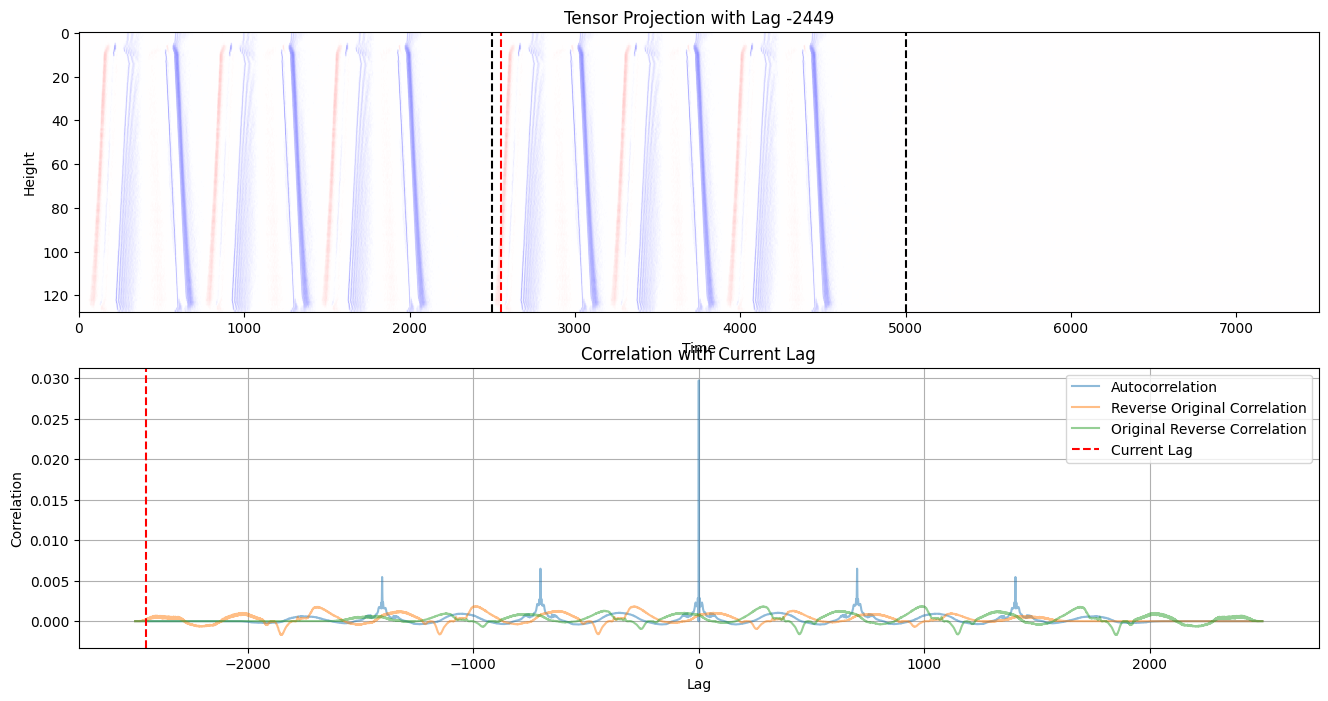 Tensor Projection with Lag -2449
Height
0
20
40
60
80
100
120
0 1000 2000 3000 4000 5000 6000 7000
Time
Correlation with Current Lag
Correlation
0.030
0.025
0.020
0.015
0.010
0.005
0.000
Autocorrelation
Reverse Original Correlation
Original Reverse Correlation
Current Lag
−2000 −1000 0 1000 2000
Lag